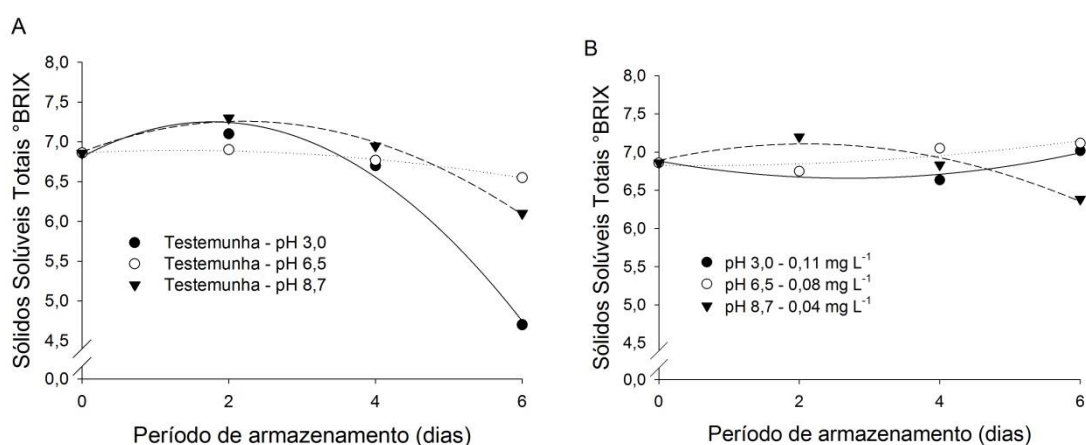 A
Sólidos Solúveis Totais °BRIX
8,0
7,5
7,0
6,5
6,0
5,5
5,0
4,5
0,0
Testemunha - pH 3,0
Testemunha - pH 6,5
Testemunha - pH 8,7
0 2 4 6
Período de armazenamento (dias)
B
Sólidos Solúveis Totais °BRIX
8,0
7,5
7,0
6,5
6,0
5,5
5,0
4,5
0,0
pH 3,0 - 0,11 mg L⁻¹
pH 6,5 - 0,08 mg L⁻¹
pH 8,7 - 0,04 mg L⁻¹
0 2 4 6
Período de armazenamento (dias)